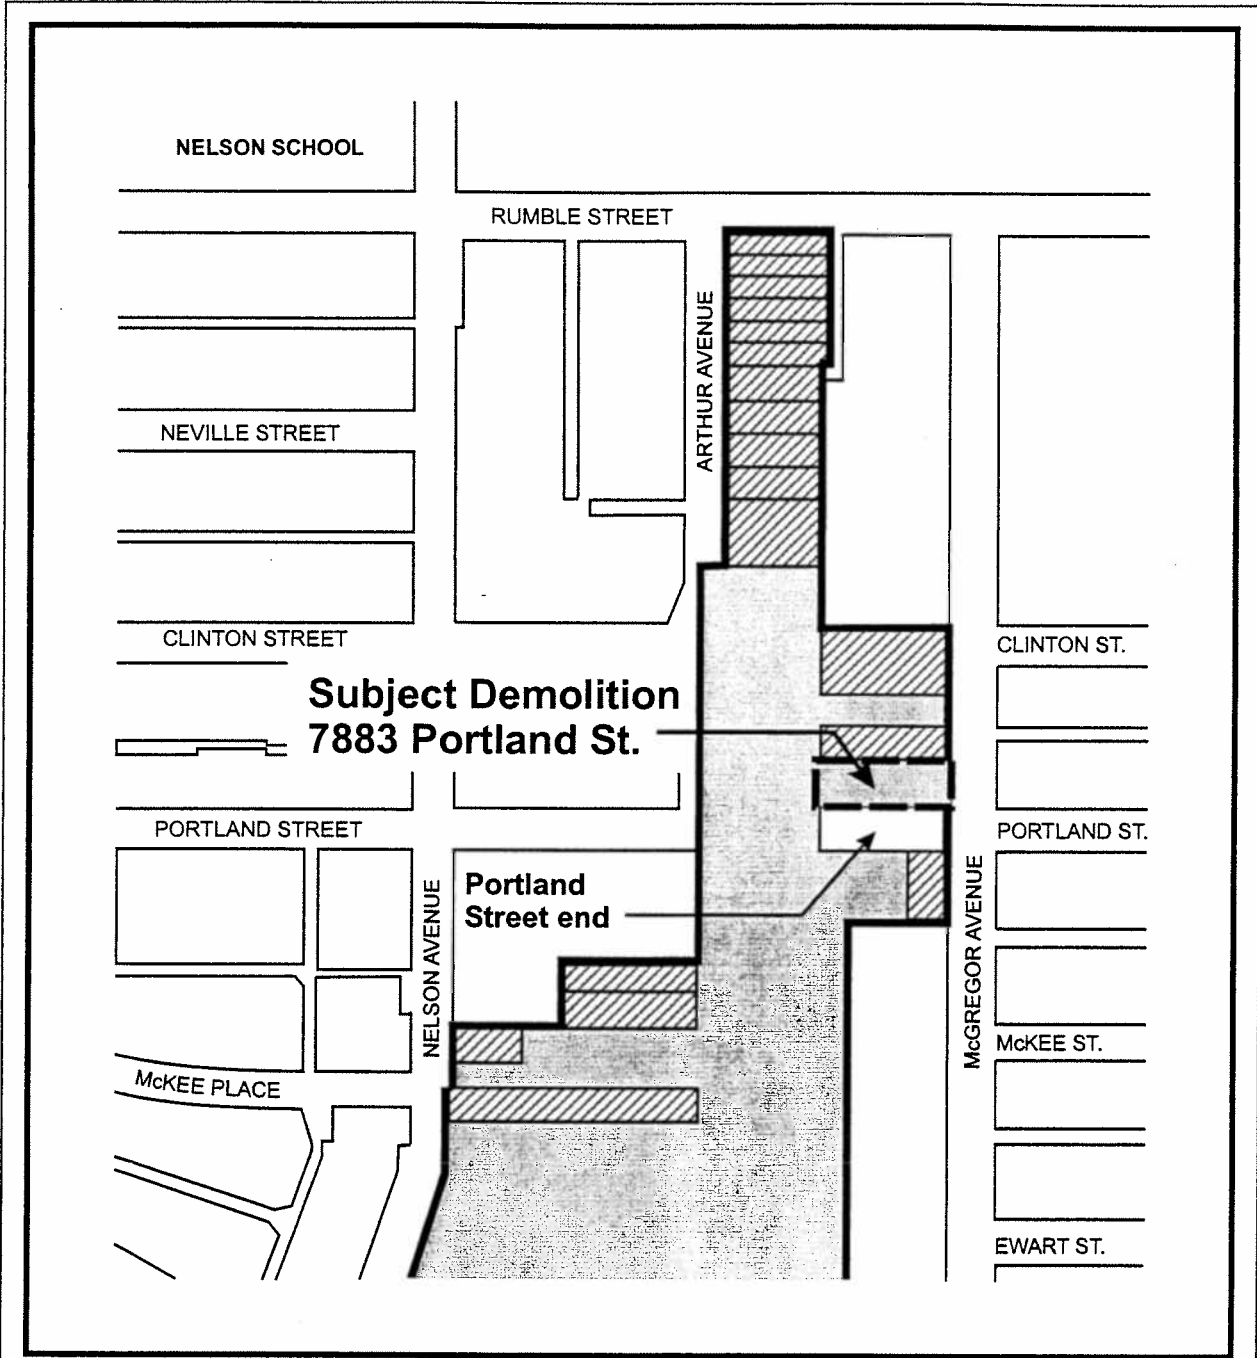 NELSON SCHOOL
RUMBLE STREET
ARTHUR AVENUE
NEVILLE STREET
CLINTON STREET
CLINTON ST.
Subject Demolition
7883 Portland St.
PORTLAND STREET
PORTLAND ST.
Portland
Street end
NELSON AVENUE
McGREGOR AVENUE
McKEE ST.
McKEE PLACE
EWART ST.